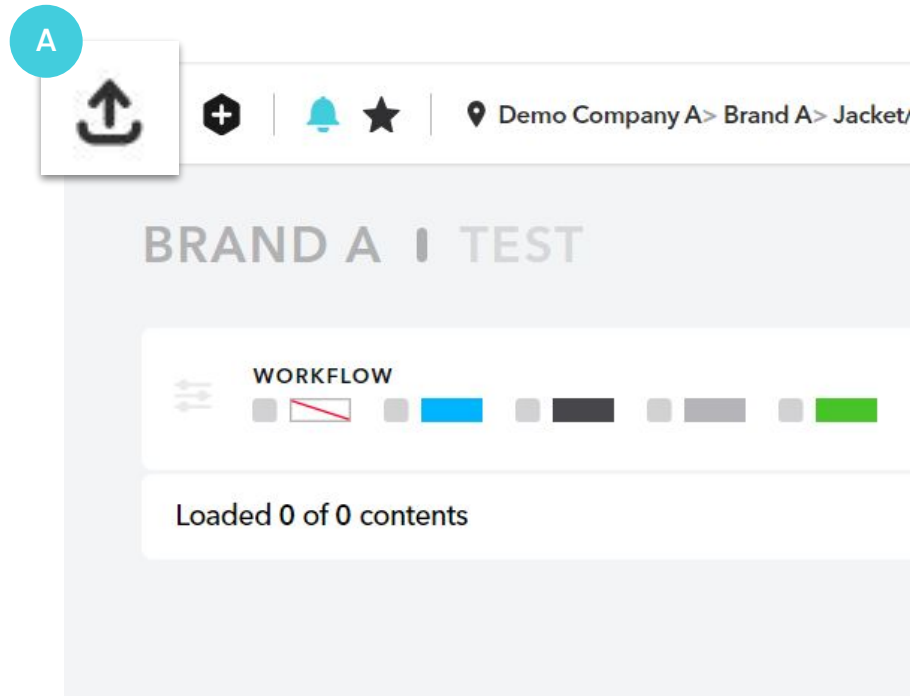 A
Demo Company A> Brand A> Jacket/
BRAND A | TEST
WORKFLOW
Loaded 0 of 0 contents